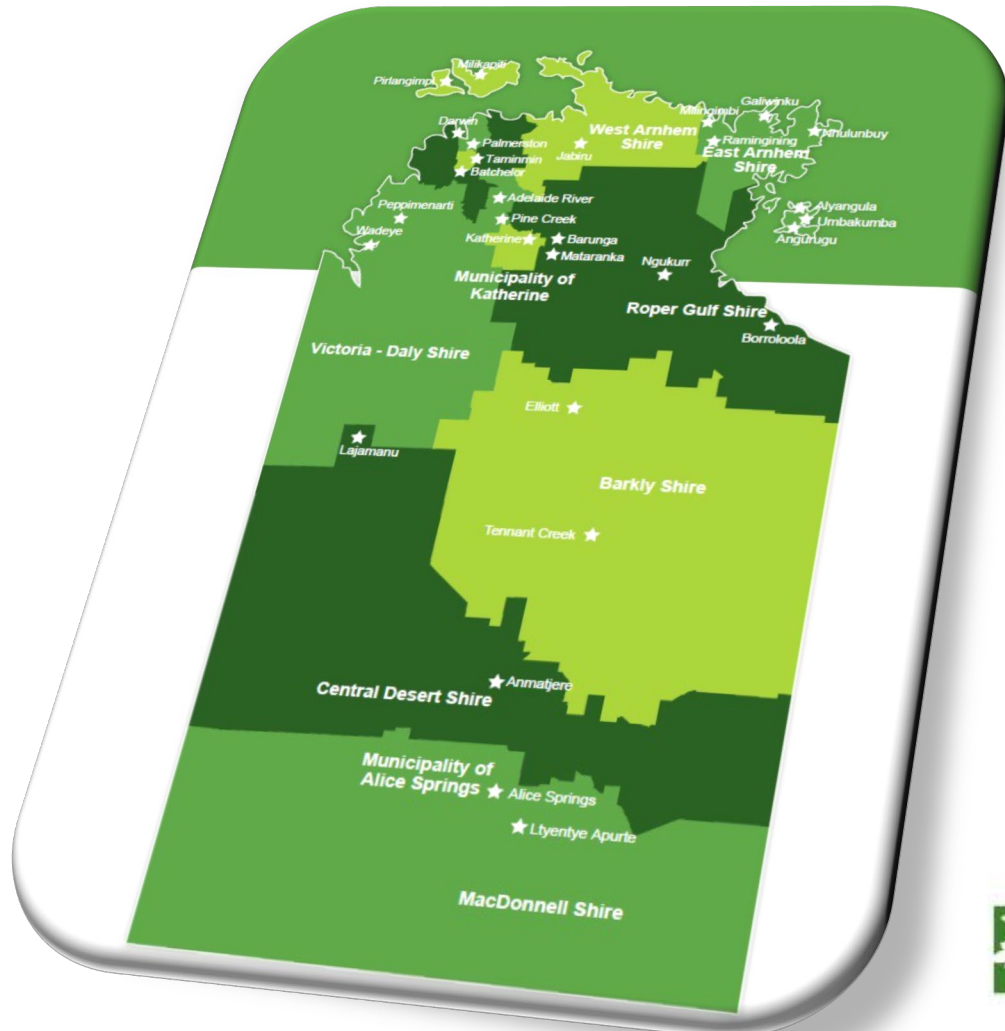 Milikapiti
Pirlangimpi
Galiwinku
Milingimbi
Darwin
Nhulunbuy
West Arnhem
Shire
Palmerston
Ramingining
Jabiru
East Arnhem
Shire
Taminmin
Batchelor
Adelaide River
Alyangula
Peppimenarti
Pine Creek
Umbakumba
Wadeye
Katherine
Barunga
Angurugu
Mataranka
Ngukurr
Municipality of
Katherine
Roper Gulf Shire
Borroloola
Victoria - Daly Shire
Elliott
Lajamanu
Barkly Shire
Tennant Creek
Anmatjere
Central Desert Shire
Municipality of
Alice Springs
Alice Springs
Ltyentye Apurte
MacDonnell Shire